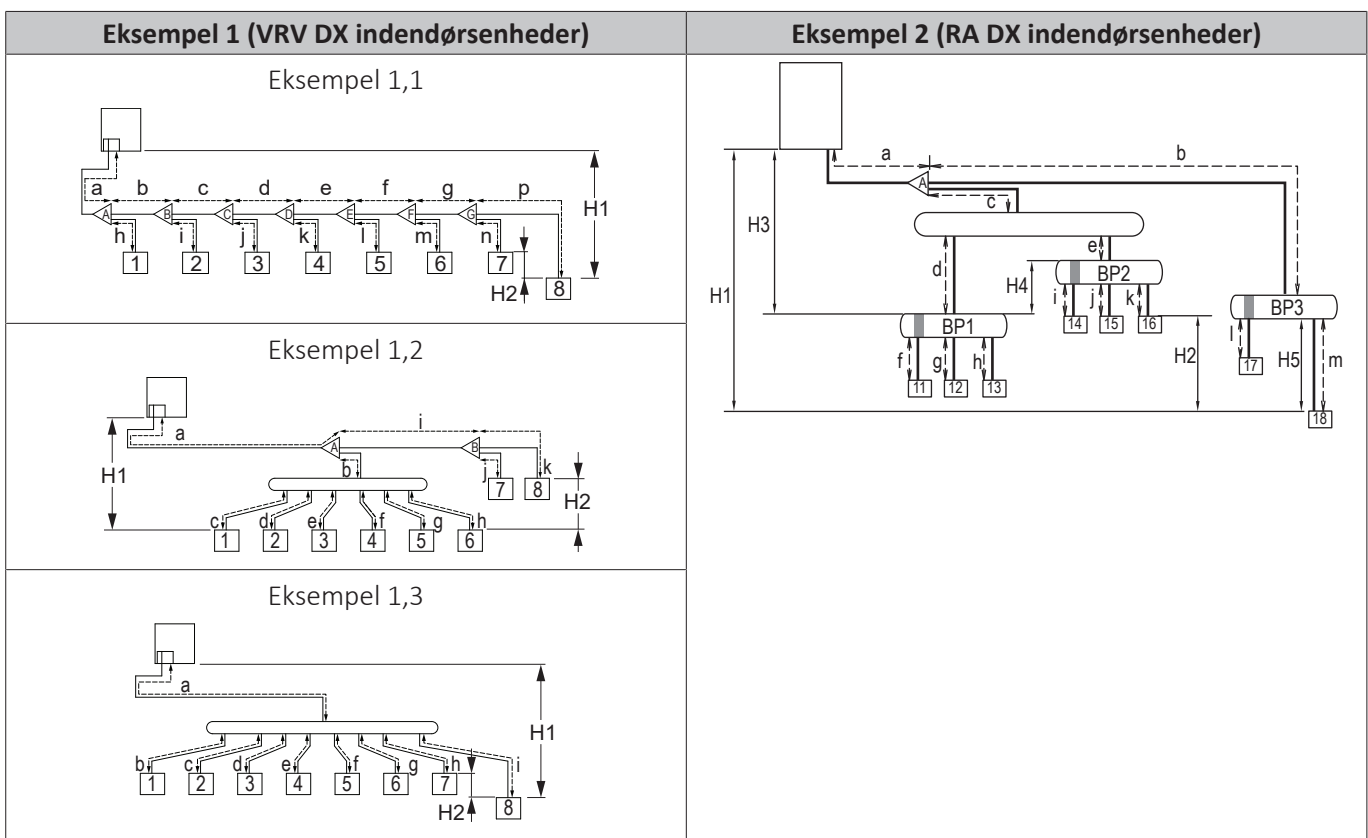 Eksempel 1 (VRV DX indendørsenheder)
Eksempel 2 (RA DX indendørsenheder)
Eksempel 1,1
a b c d e f g p
A B C D E F G
h i j k l m n
1 2 3 4 5 6 7
8
H1
H2
Eksempel 1,2
a
i
A B
b
j k
7 8
H1
H2
c d e f g h
1 2 3 4 5 6
Eksempel 1,3
a
H1
b c d e f g h i
1 2 3 4 5 6 7
H2
8
a b
A
c
H3
d
e
H4
BP2
H1
i j k
14 15 16
BP1
BP3
f g h
11 12 13
H2
l
17
H5
m
18